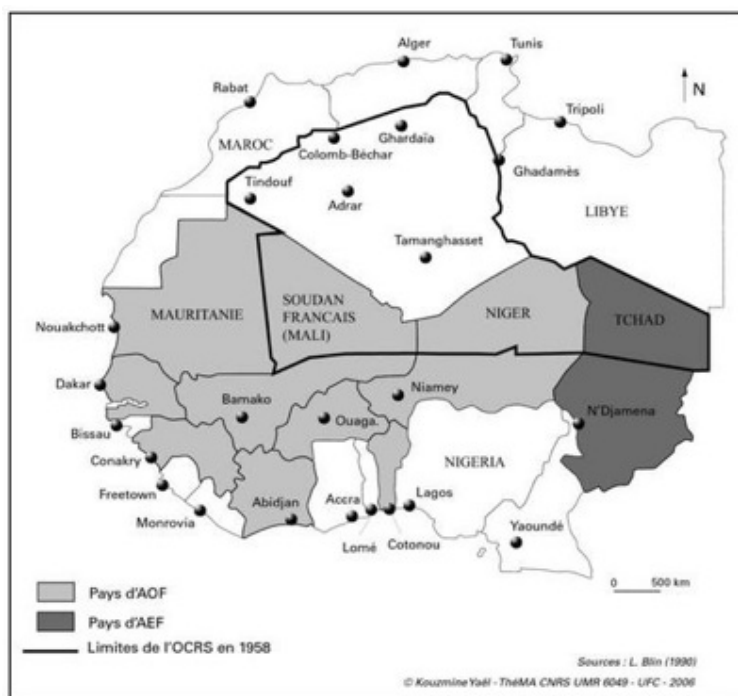 Alger
Tunis
N
Rabat
Tripoli
MAROC
Ghardaïa
Colomb-Béchar
Ghadamès
Tindouf
Adrar
LIBYE
Tamanghasset
MAURITANIE
SOUDAN
FRANCAIS
(MALI)
NIGER
TCHAD
Nouakchott
Dakar
Bamako
Niamey
Ouaga.
N'Djamena
Bissau
Conakry
NIGERIA
Freetown
Abidjan
Accra
Lagos
Monrovia
Lomé
Cotonou
Yaoundé
0 500 km
Pays d'AOF
Pays d'AEF
Limites de l'OCRS en 1958
Sources : L. Blin (1990)
© Kouzmine Yaël - ThéMA CNRS UMR 6049 - UFC - 2006